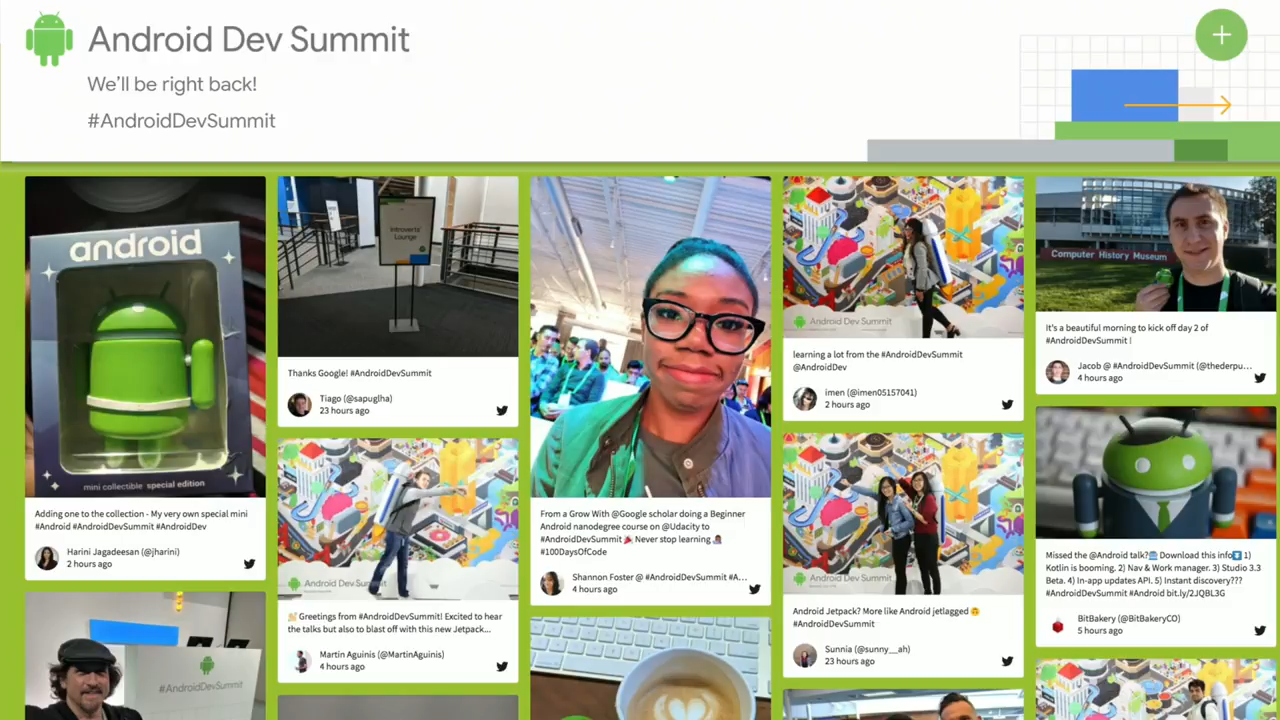 Android Dev Summit
We'll be right back!
#AndroidDevSummit
android
mini collectible special edition
Adding one to the collection - My very own special mini
#Android #AndroidDevSummit #AndroidDev
Harini Jagadeesan (@jharini)
2 hours ago
#AndroidDevSummit
Introverts'
Lounge
Thanks Google! #AndroidDevSummit
Tiago (@sapuglha)
23 hours ago
Android Dev Summit
👏 Greetings from #AndroidDevSummit! Excited to hear
the talks but also to blast off with this new Jetpack...
Martin Aguinis (@MartinAguinis)
4 hours ago
From a Grow With @Google scholar doing a Beginner
Android nanodegree course on @Udacity to
#AndroidDevSummit 🎉 Never stop learning
#100DaysOfCode
Shannon Foster @ #AndroidDevSummit #A...
4 hours ago
Android Dev Summit
learning a lot from the #AndroidDevSummit
@AndroidDev
imen (@imen05157041)
2 hours ago
Android Dev Summit
Android Jetpack? More like Android jetlagged 🙃
#AndroidDevSummit
Sunnia (@sunny__ah)
23 hours ago
Computer History Museum
It's a beautiful morning to kick off day 2 of
#AndroidDevSummit !
Jacob @ #AndroidDevSummit (@thederpu...
4 hours ago
Missed the @Android talk? Download this info⬇️ 1)
Kotlin is booming. 2) Nav & Work manager. 3) Studio 3.3
Beta. 4) In-app updates API. 5) Instant discovery???
#AndroidDevSummit #Android bit.ly/2JQBL3G
BitBakery (@BitBakeryCO)
5 hours ago